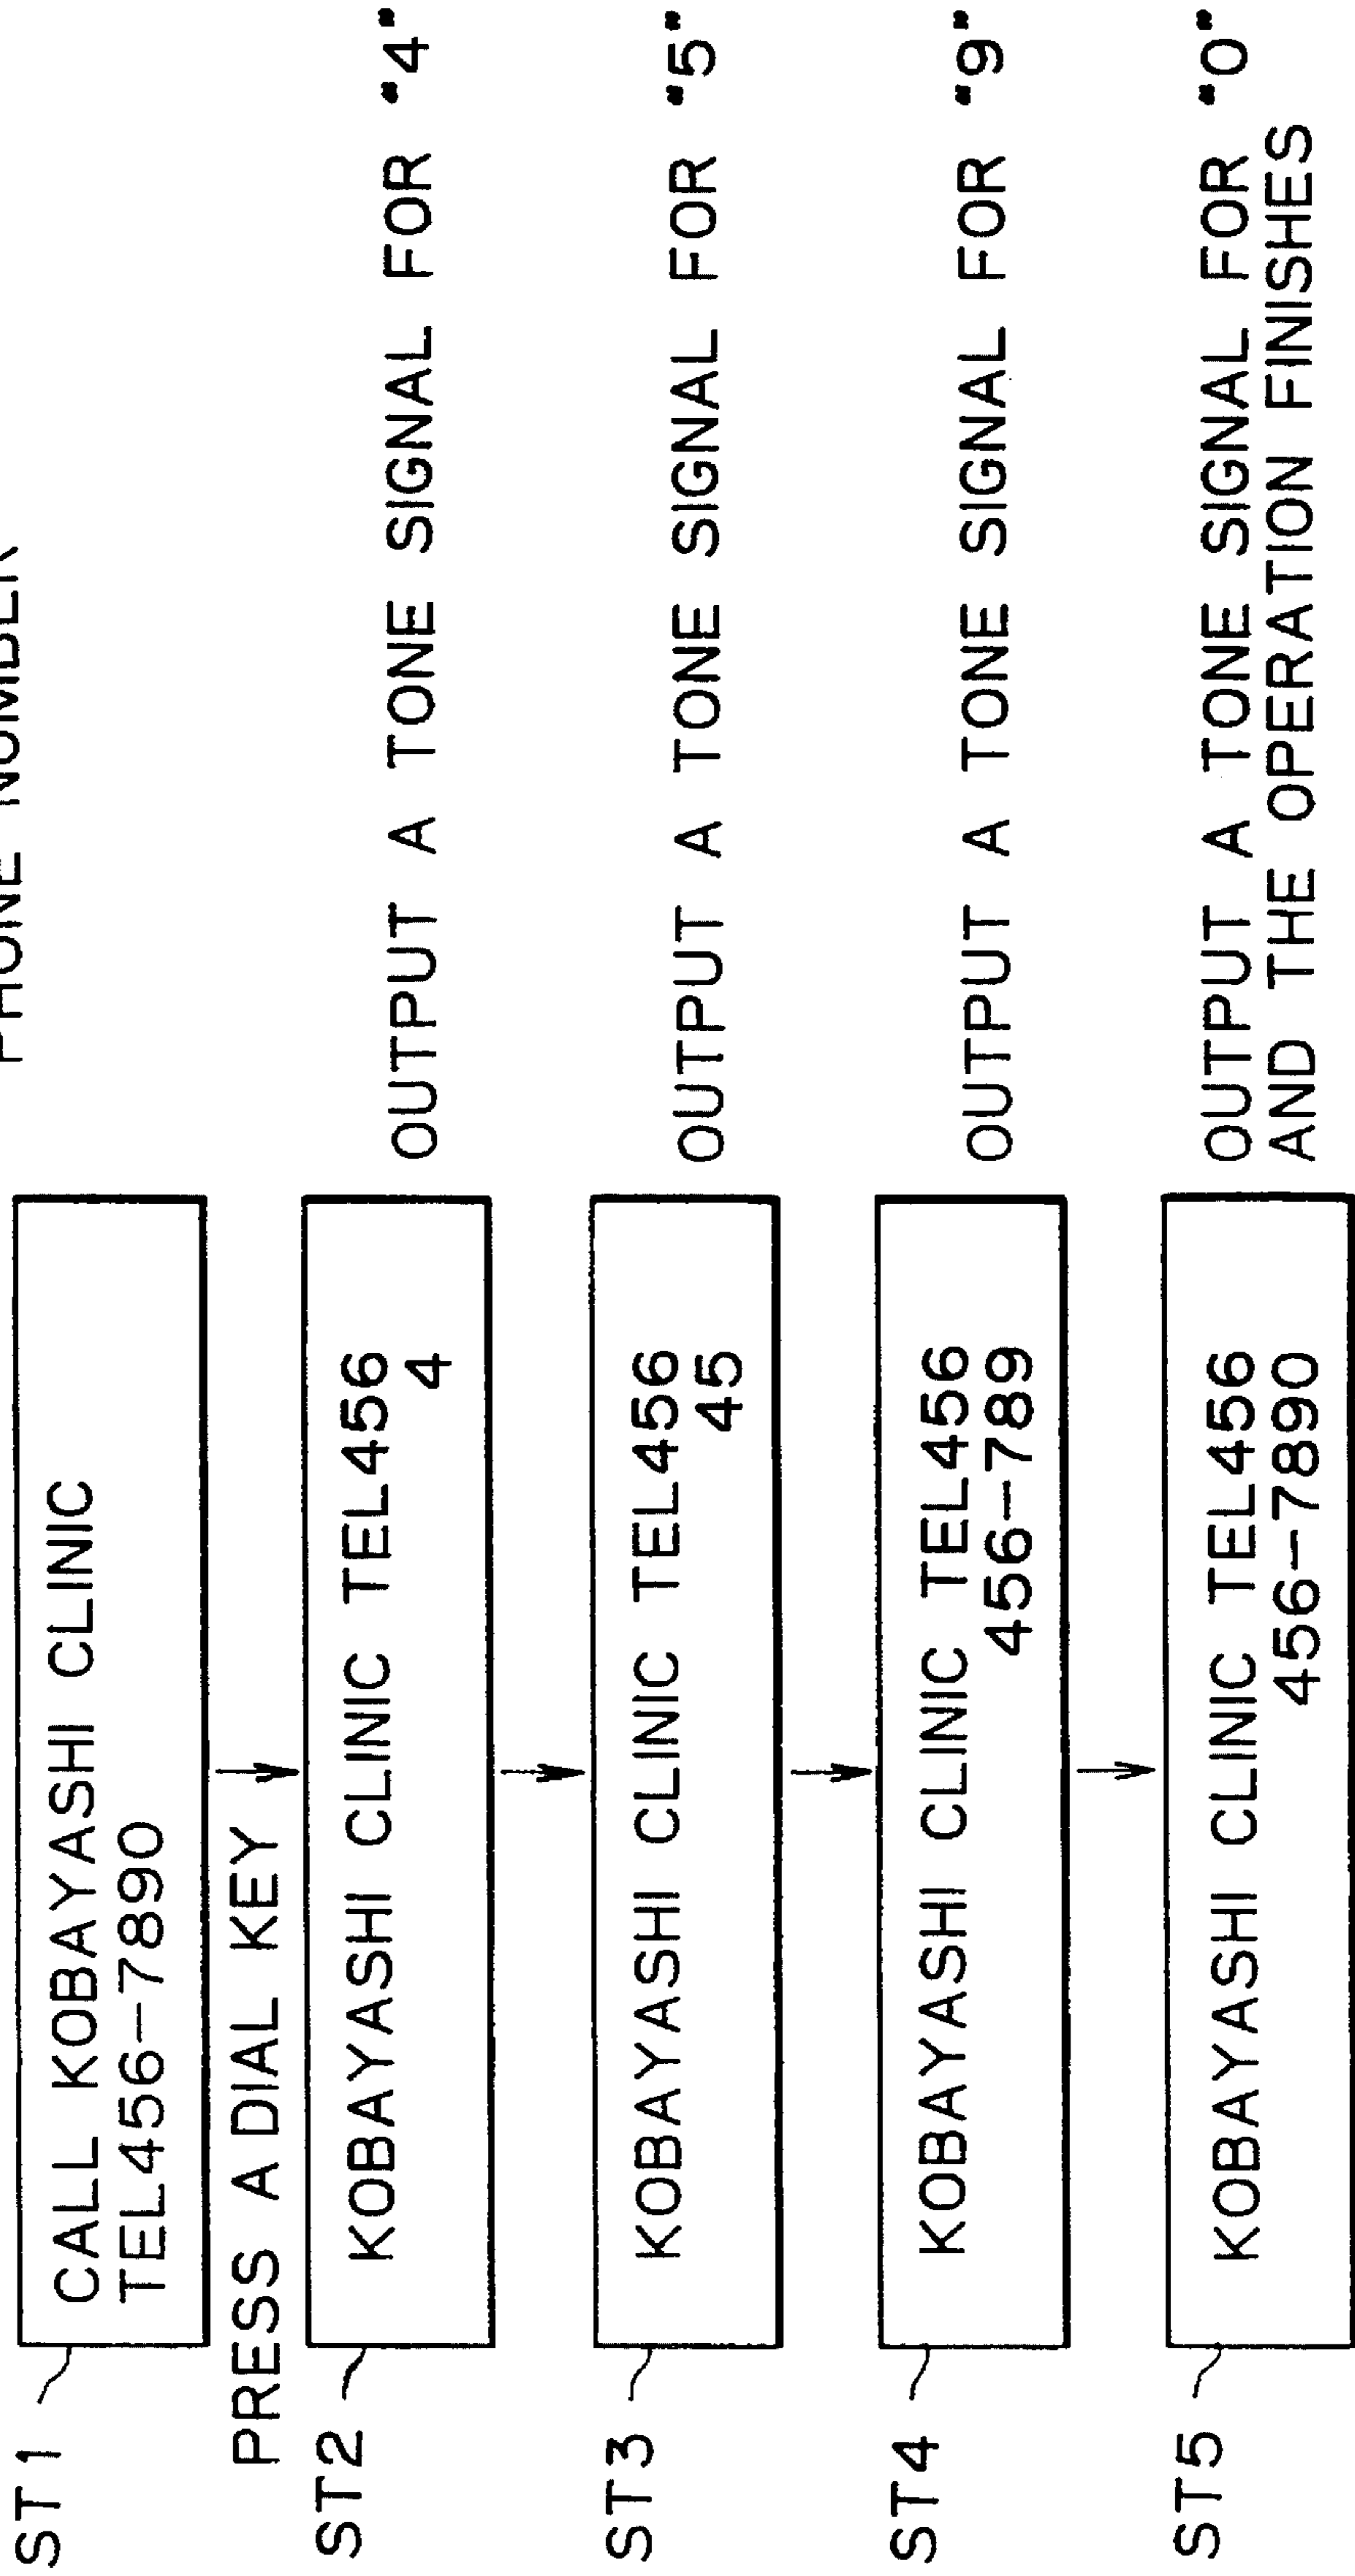 PHONE NUMBER
ST1
CALL KOBAYASHI CLINIC
TEL456-7890
PRESS A DIAL KEY
ST2
KOBAYASHI CLINIC TEL456
4
OUTPUT A TONE SIGNAL FOR "4"
ST3
KOBAYASHI CLINIC TEL456
45
OUTPUT A TONE SIGNAL FOR "5"
ST4
KOBAYASHI CLINIC TEL456
456-789
OUTPUT A TONE SIGNAL FOR "9"
ST5
KOBAYASHI CLINIC TEL456
456-7890
OUTPUT A TONE SIGNAL FOR "0"
AND THE OPERATION FINISHES